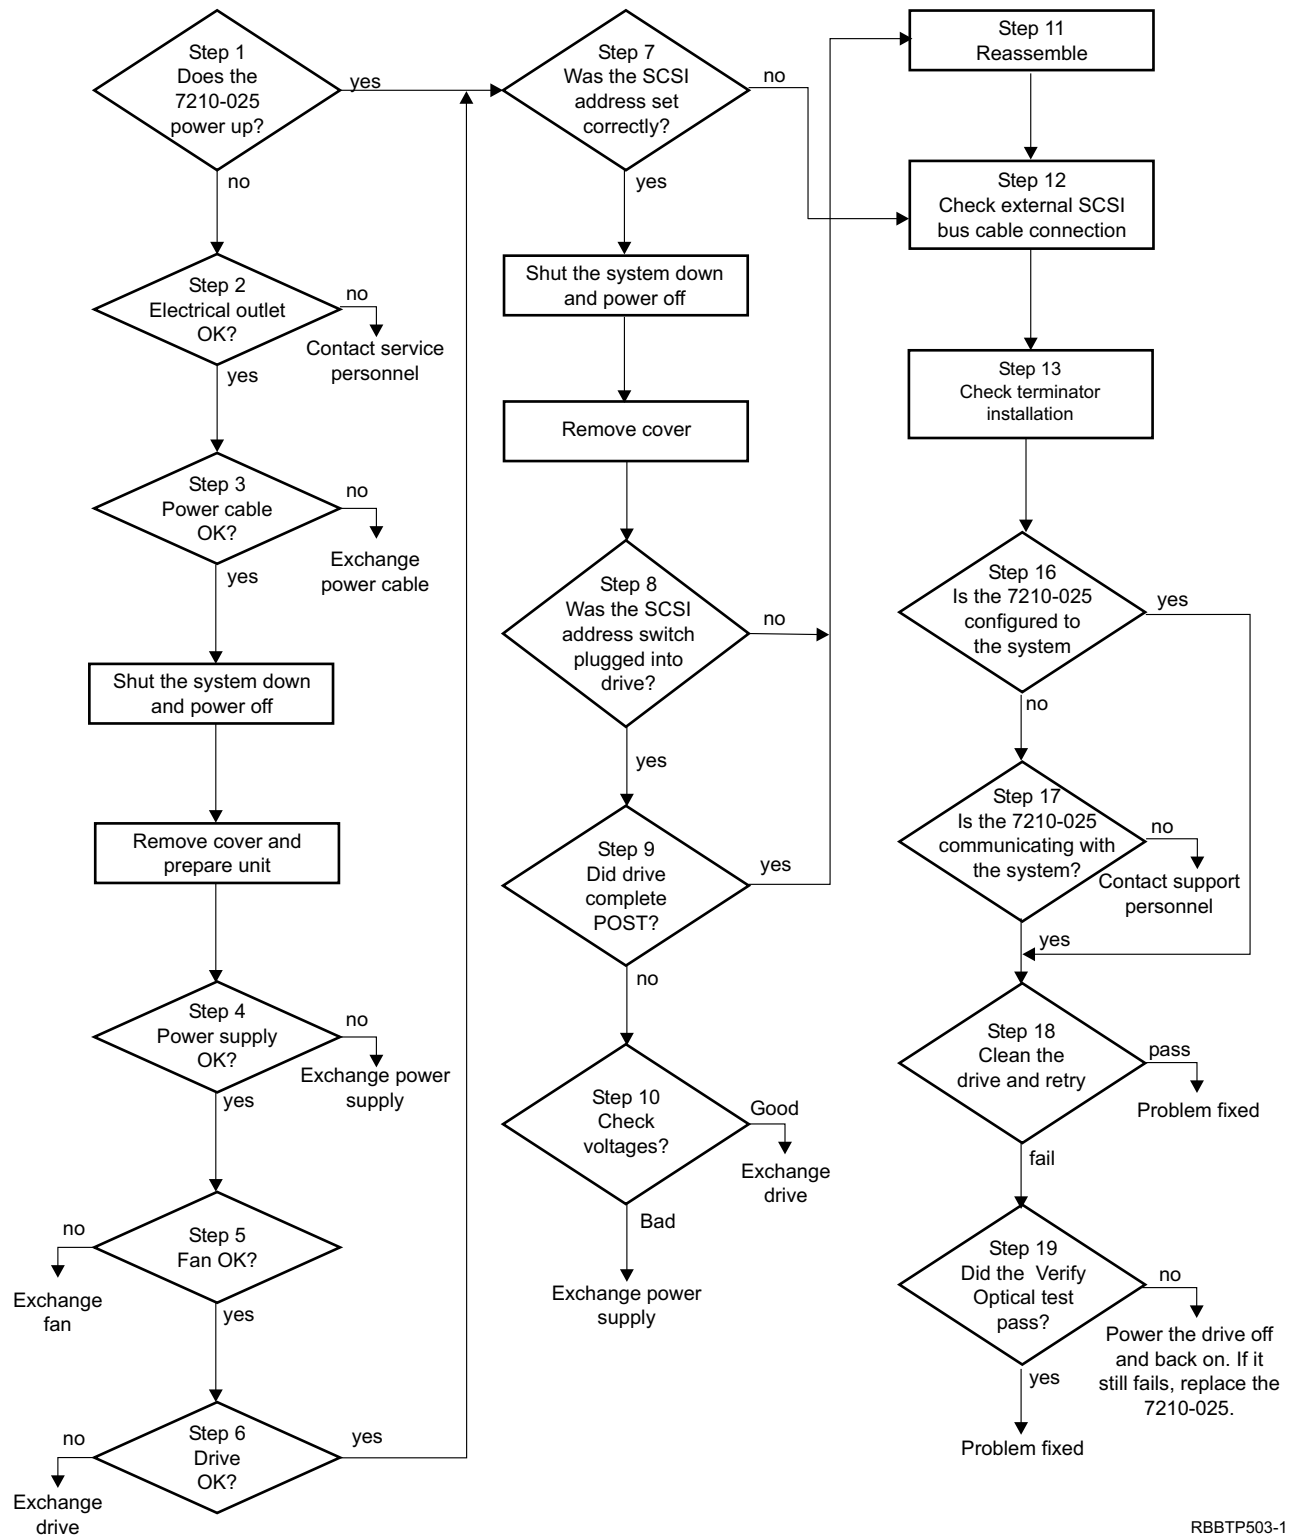 Step 1
Does the
7210-025
power up?
yes
no
Step 2
Electrical outlet
OK?
no
Contact service
personnel
yes
Step 3
Power cable
OK?
no
Exchange
power cable
yes
Shut the system down
and power off
Remove cover and
prepare unit
Step 4
Power supply
OK?
no
Exchange power
supply
yes
Step 5
Fan OK?
no
Exchange
fan
yes
Step 6
Drive
OK?
no
Exchange
drive
yes
Step 7
Was the SCSI
address set
correctly?
no
yes
Shut the system down
and power off
Remove cover
Step 8
Was the SCSI
address switch
plugged into
drive?
no
yes
Step 9
Did drive
complete
POST?
yes
no
Step 10
Check
voltages?
Good
Exchange
drive
Bad
Exchange power
supply
Step 11
Reassemble
Step 12
Check external SCSI
bus cable connection
Step 13
Check terminator
installation
Step 16
Is the 7210-025
configured to
the system
yes
no
Step 17
Is the 7210-025
communicating with
the system?
no
Contact support
personnel
yes
Step 18
Clean the
drive and retry
pass
Problem fixed
fail
Step 19
Did the Verify
Optical test
pass?
no
Power the drive off
and back on. If it
still fails, replace the
7210-025.
yes
Problem fixed
RBBTP503-1